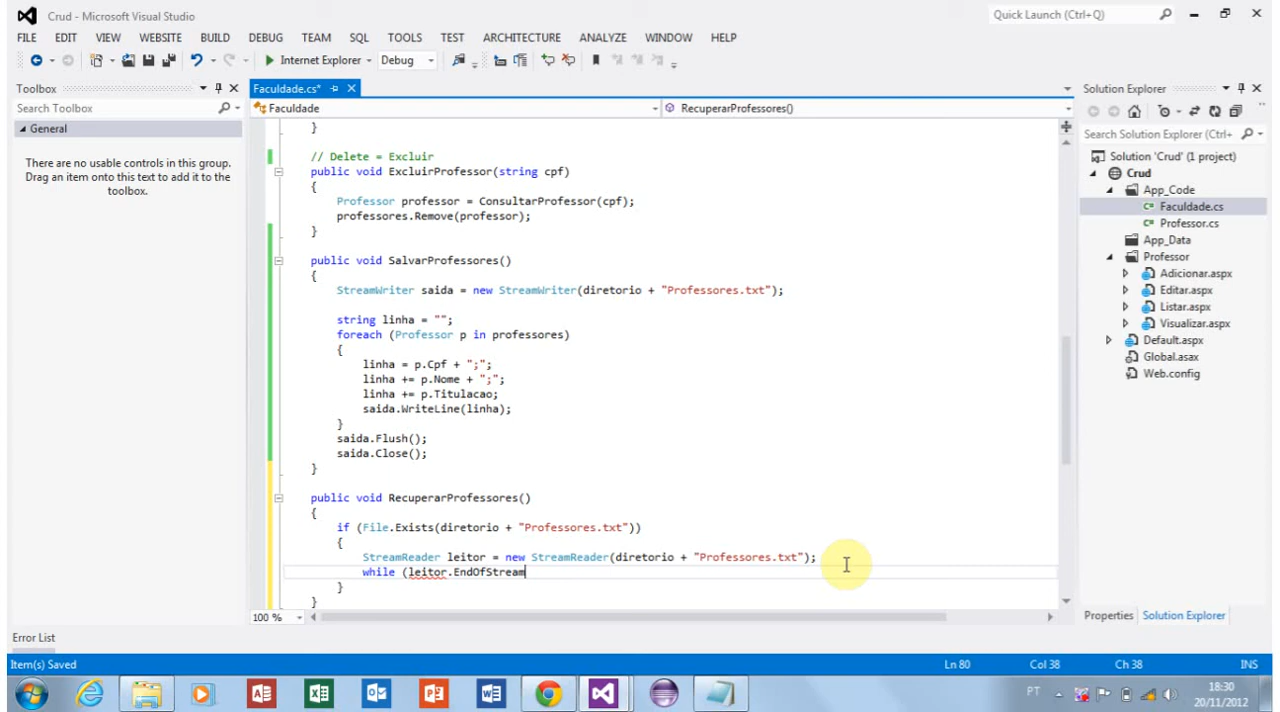 Crud - Microsoft Visual Studio
Quick Launch (Ctrl+Q)
FILE EDIT VIEW WEBSITE BUILD DEBUG TEAM SQL TOOLS TEST ARCHITECTURE ANALYZE WINDOW HELP
Internet Explorer Debug
Toolbox
Search Toolbox
General
There are no usable controls in this group.
Drag an item onto this text to add it to the
toolbox.
Faculdade.cs*
Faculdade RecuperarProfessores()
}
// Delete = Excluir
public void ExcluirProfessor(string cpf)
{
Professor professor = ConsultarProfessor(cpf);
professores.Remove(professor);
}
public void SalvarProfessores()
{
StreamWriter saida = new StreamWriter(diretorio + "Professores.txt");
string linha = "";
foreach (Professor p in professores)
{
linha = p.Cpf + ";";
linha += p.Nome + ";";
linha += p.Titulacao;
saida.WriteLine(linha);
}
saida.Flush();
saida.Close();
}
public void RecuperarProfessores()
{
if (File.Exists(diretorio + "Professores.txt"))
{
StreamReader leitor = new StreamReader(diretorio + "Professores.txt");
while (leitor.EndOfStream
}
}
100 %
Solution Explorer
Search Solution Explorer (Ctrl+
Solution 'Crud' (1 project)
Crud
App_Code
Faculdade.cs
Professor.cs
App_Data
Professor
Adicionar.aspx
Editar.aspx
Listar.aspx
Visualizar.aspx
Default.aspx
Global.asax
Web.config
Properties Solution Explorer
Error List
Item(s) Saved Ln 80 Col 38 Ch 38 INS
PT
18:30
20/11/2012